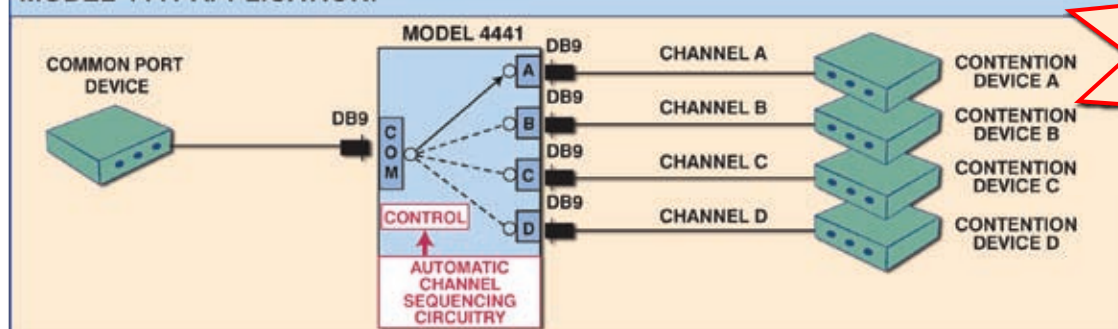 MODEL 4441
COMMON PORT
DEVICE
DB9
COM
A
B
C
D
CONTROL
AUTOMATIC
CHANNEL
SEQUENCING
CIRCUITRY
DB9
CHANNEL A
CONTENTION
DEVICE A
DB9
CHANNEL B
CONTENTION
DEVICE B
DB9
CHANNEL C
CONTENTION
DEVICE C
DB9
CHANNEL D
CONTENTION
DEVICE D